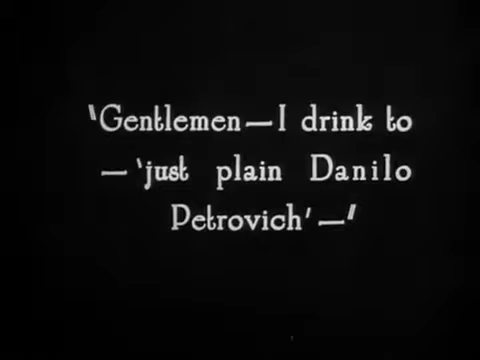 "Gentlemen—I drink to
—'just plain Danilo
Petrovich'—"